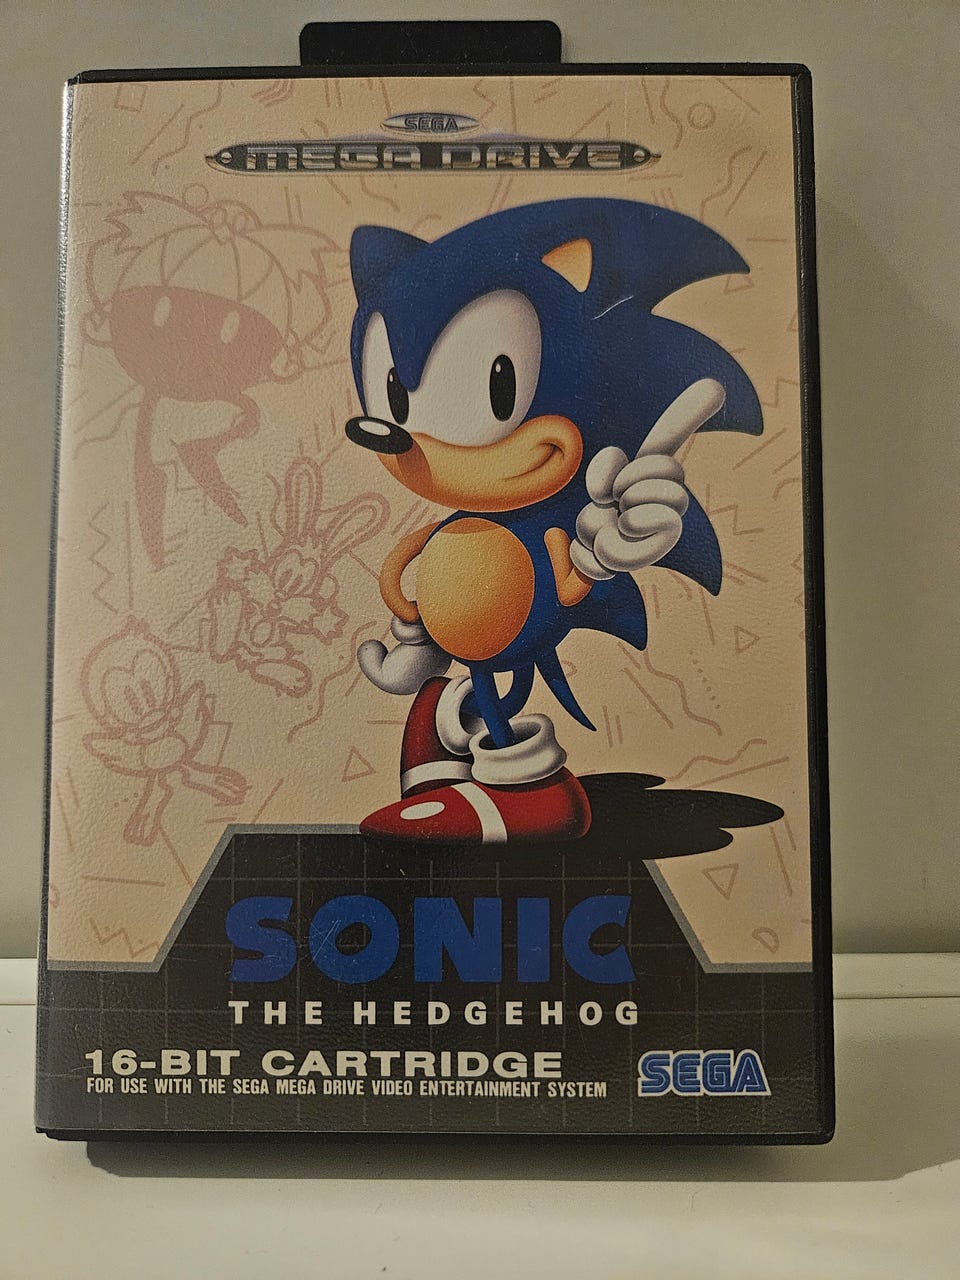 SEGA
MEGA DRIVE
SONIC
THE HEDGEHOG
16-BIT CARTRIDGE
FOR USE WITH THE SEGA MEGA DRIVE VIDEO ENTERTAINMENT SYSTEM
SEGA